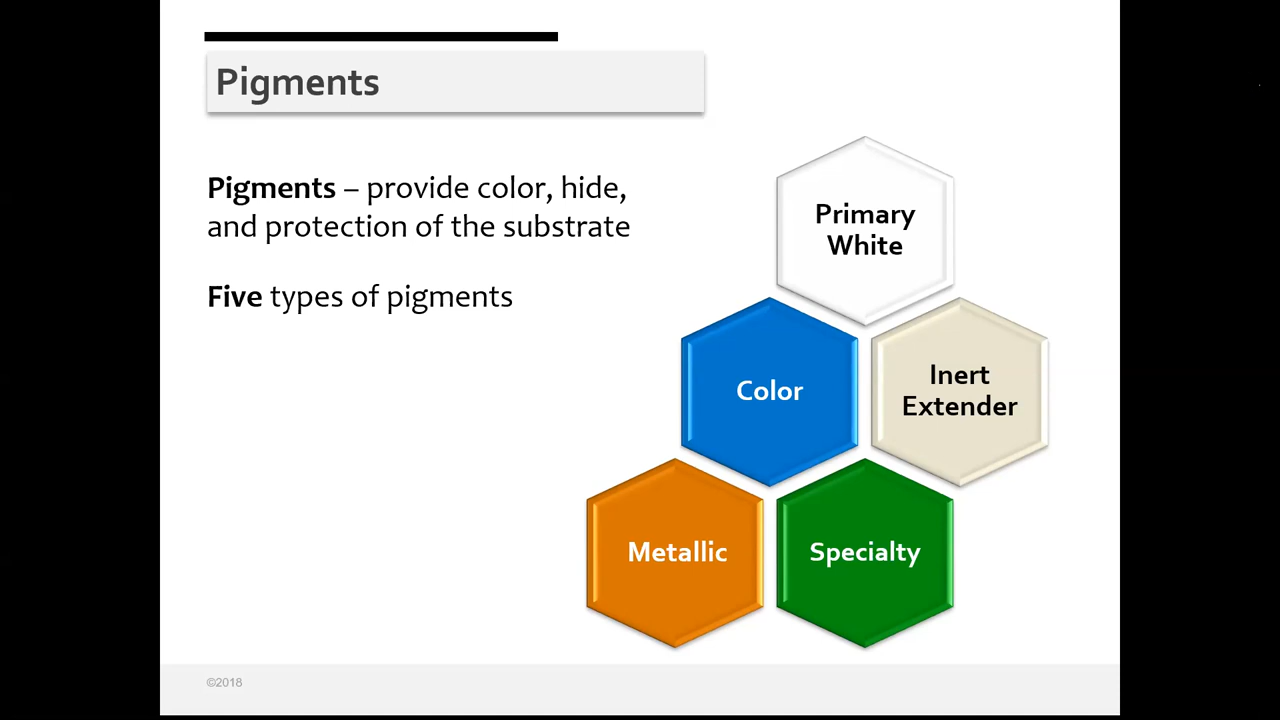 Pigments
Pigments – provide color, hide,
and protection of the substrate
Five types of pigments
Primary
White
Color
Inert
Extender
Metallic
Specialty
©2018